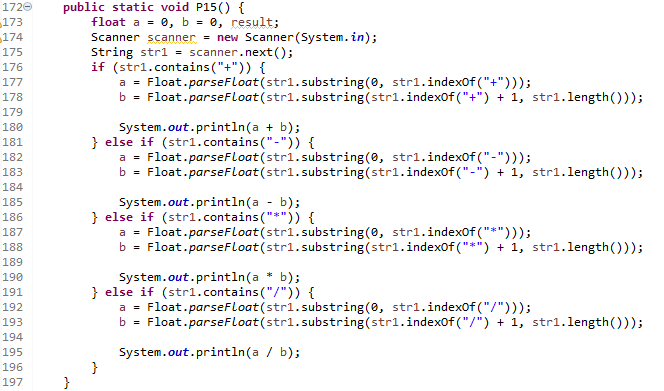 172 public static void P15() {
173 float a = 0, b = 0, result;
174 Scanner scanner = new Scanner(System.in);
175 String str1 = scanner.next();
176 if (str1.contains("+")) {
177 a = Float.parseFloat(str1.substring(0, str1.indexOf("+")));
178 b = Float.parseFloat(str1.substring(str1.indexOf("+") + 1, str1.length()));
179
180 System.out.println(a + b);
181 } else if (str1.contains("-")) {
182 a = Float.parseFloat(str1.substring(0, str1.indexOf("-")));
183 b = Float.parseFloat(str1.substring(str1.indexOf("-") + 1, str1.length()));
184
185 System.out.println(a - b);
186 } else if (str1.contains("*")) {
187 a = Float.parseFloat(str1.substring(0, str1.indexOf("*")));
188 b = Float.parseFloat(str1.substring(str1.indexOf("*") + 1, str1.length()));
189
190 System.out.println(a * b);
191 } else if (str1.contains("/")) {
192 a = Float.parseFloat(str1.substring(0, str1.indexOf("/")));
193 b = Float.parseFloat(str1.substring(str1.indexOf("/") + 1, str1.length()));
194
195 System.out.println(a / b);
196 }
197 }